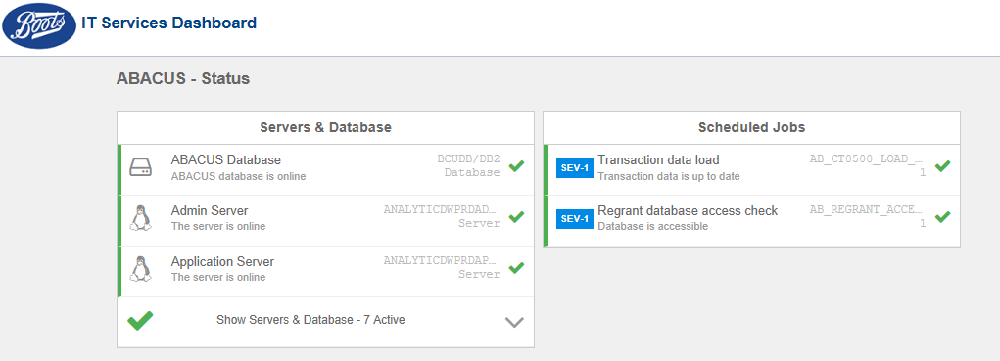 Boots
IT Services Dashboard
ABACUS - Status
Servers & Database
ABACUS Database
ABACUS database is online
BCUDB/DB2
Database
Admin Server
The server is online
ANALYTICDWPRDAD…
Server
Application Server
The server is online
ANALYTICDWPRDAP…
Server
Show Servers & Database - 7 Active
Scheduled Jobs
SEV-1
Transaction data load
Transaction data is up to date
AB_CT0500_LOAD_…
1
SEV-1
Regrant database access check
Database is accessible
AB_REGRANT_ACCE…
1